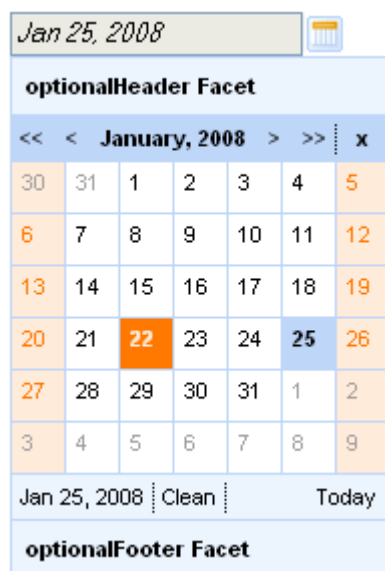 Jan 25, 2008
optionalHeader Facet
<< < January, 2008 > >> x
30 31 1 2 3 4 5
6 7 8 9 10 11 12
13 14 15 16 17 18 19
20 21 22 23 24 25 26
27 28 29 30 31 1 2
3 4 5 6 7 8 9
Jan 25, 2008 Clean Today
optionalFooter Facet